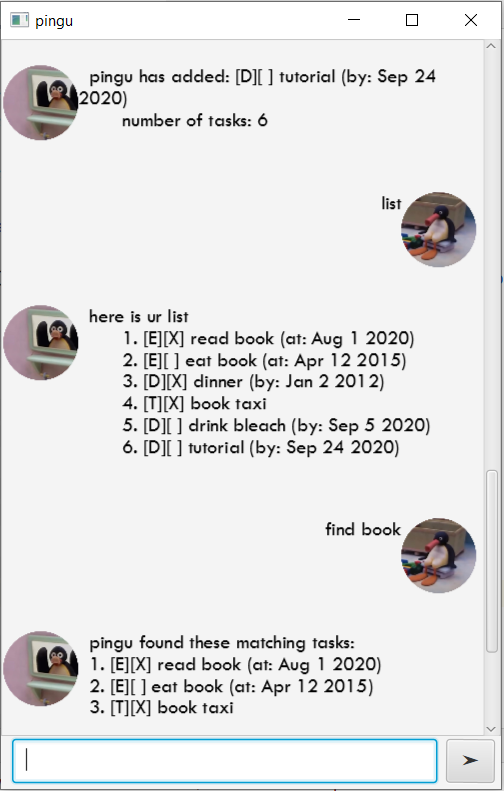 pingu
pingu has added: [D][ ] tutorial (by: Sep 24
2020)
number of tasks: 6
list
here is ur list
1. [E][X] read book (at: Aug 1 2020)
2. [E][ ] eat book (at: Apr 12 2015)
3. [D][X] dinner (by: Jan 2 2012)
4. [T][X] book taxi
5. [D][ ] drink bleach (by: Sep 5 2020)
6. [D][ ] tutorial (by: Sep 24 2020)
find book
pingu found these matching tasks:
1. [E][X] read book (at: Aug 1 2020)
2. [E][ ] eat book (at: Apr 12 2015)
3. [T][X] book taxi